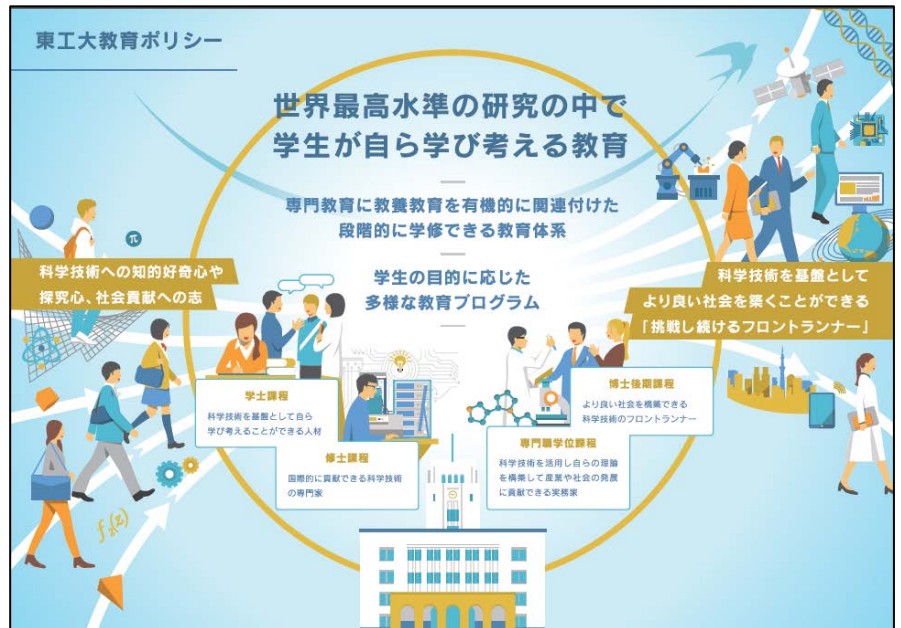 東工大教育ポリシー
世界最高水準の研究の中で
学生が自ら学び考える教育
専門教育に教養教育を有機的に関連付けた
段階的に学修できる教育体系
学生の目的に応じた
多様な教育プログラム
科学技術への知的好奇心や
探究心、社会貢献への志
科学技術を基盤として
より良い社会を築くことができる
「挑戦し続けるフロントランナー」
学士課程
科学技術を基盤として自ら
学び考えることができる人材
修士課程
国際的に貢献できる科学技術
の専門家
博士後期課程
より良い社会を構築できる
科学技術のフロントランナー
専門職学位課程
科学技術を活用し自らの理論
を構築して産業や社会の発展
に貢献できる実務家
π